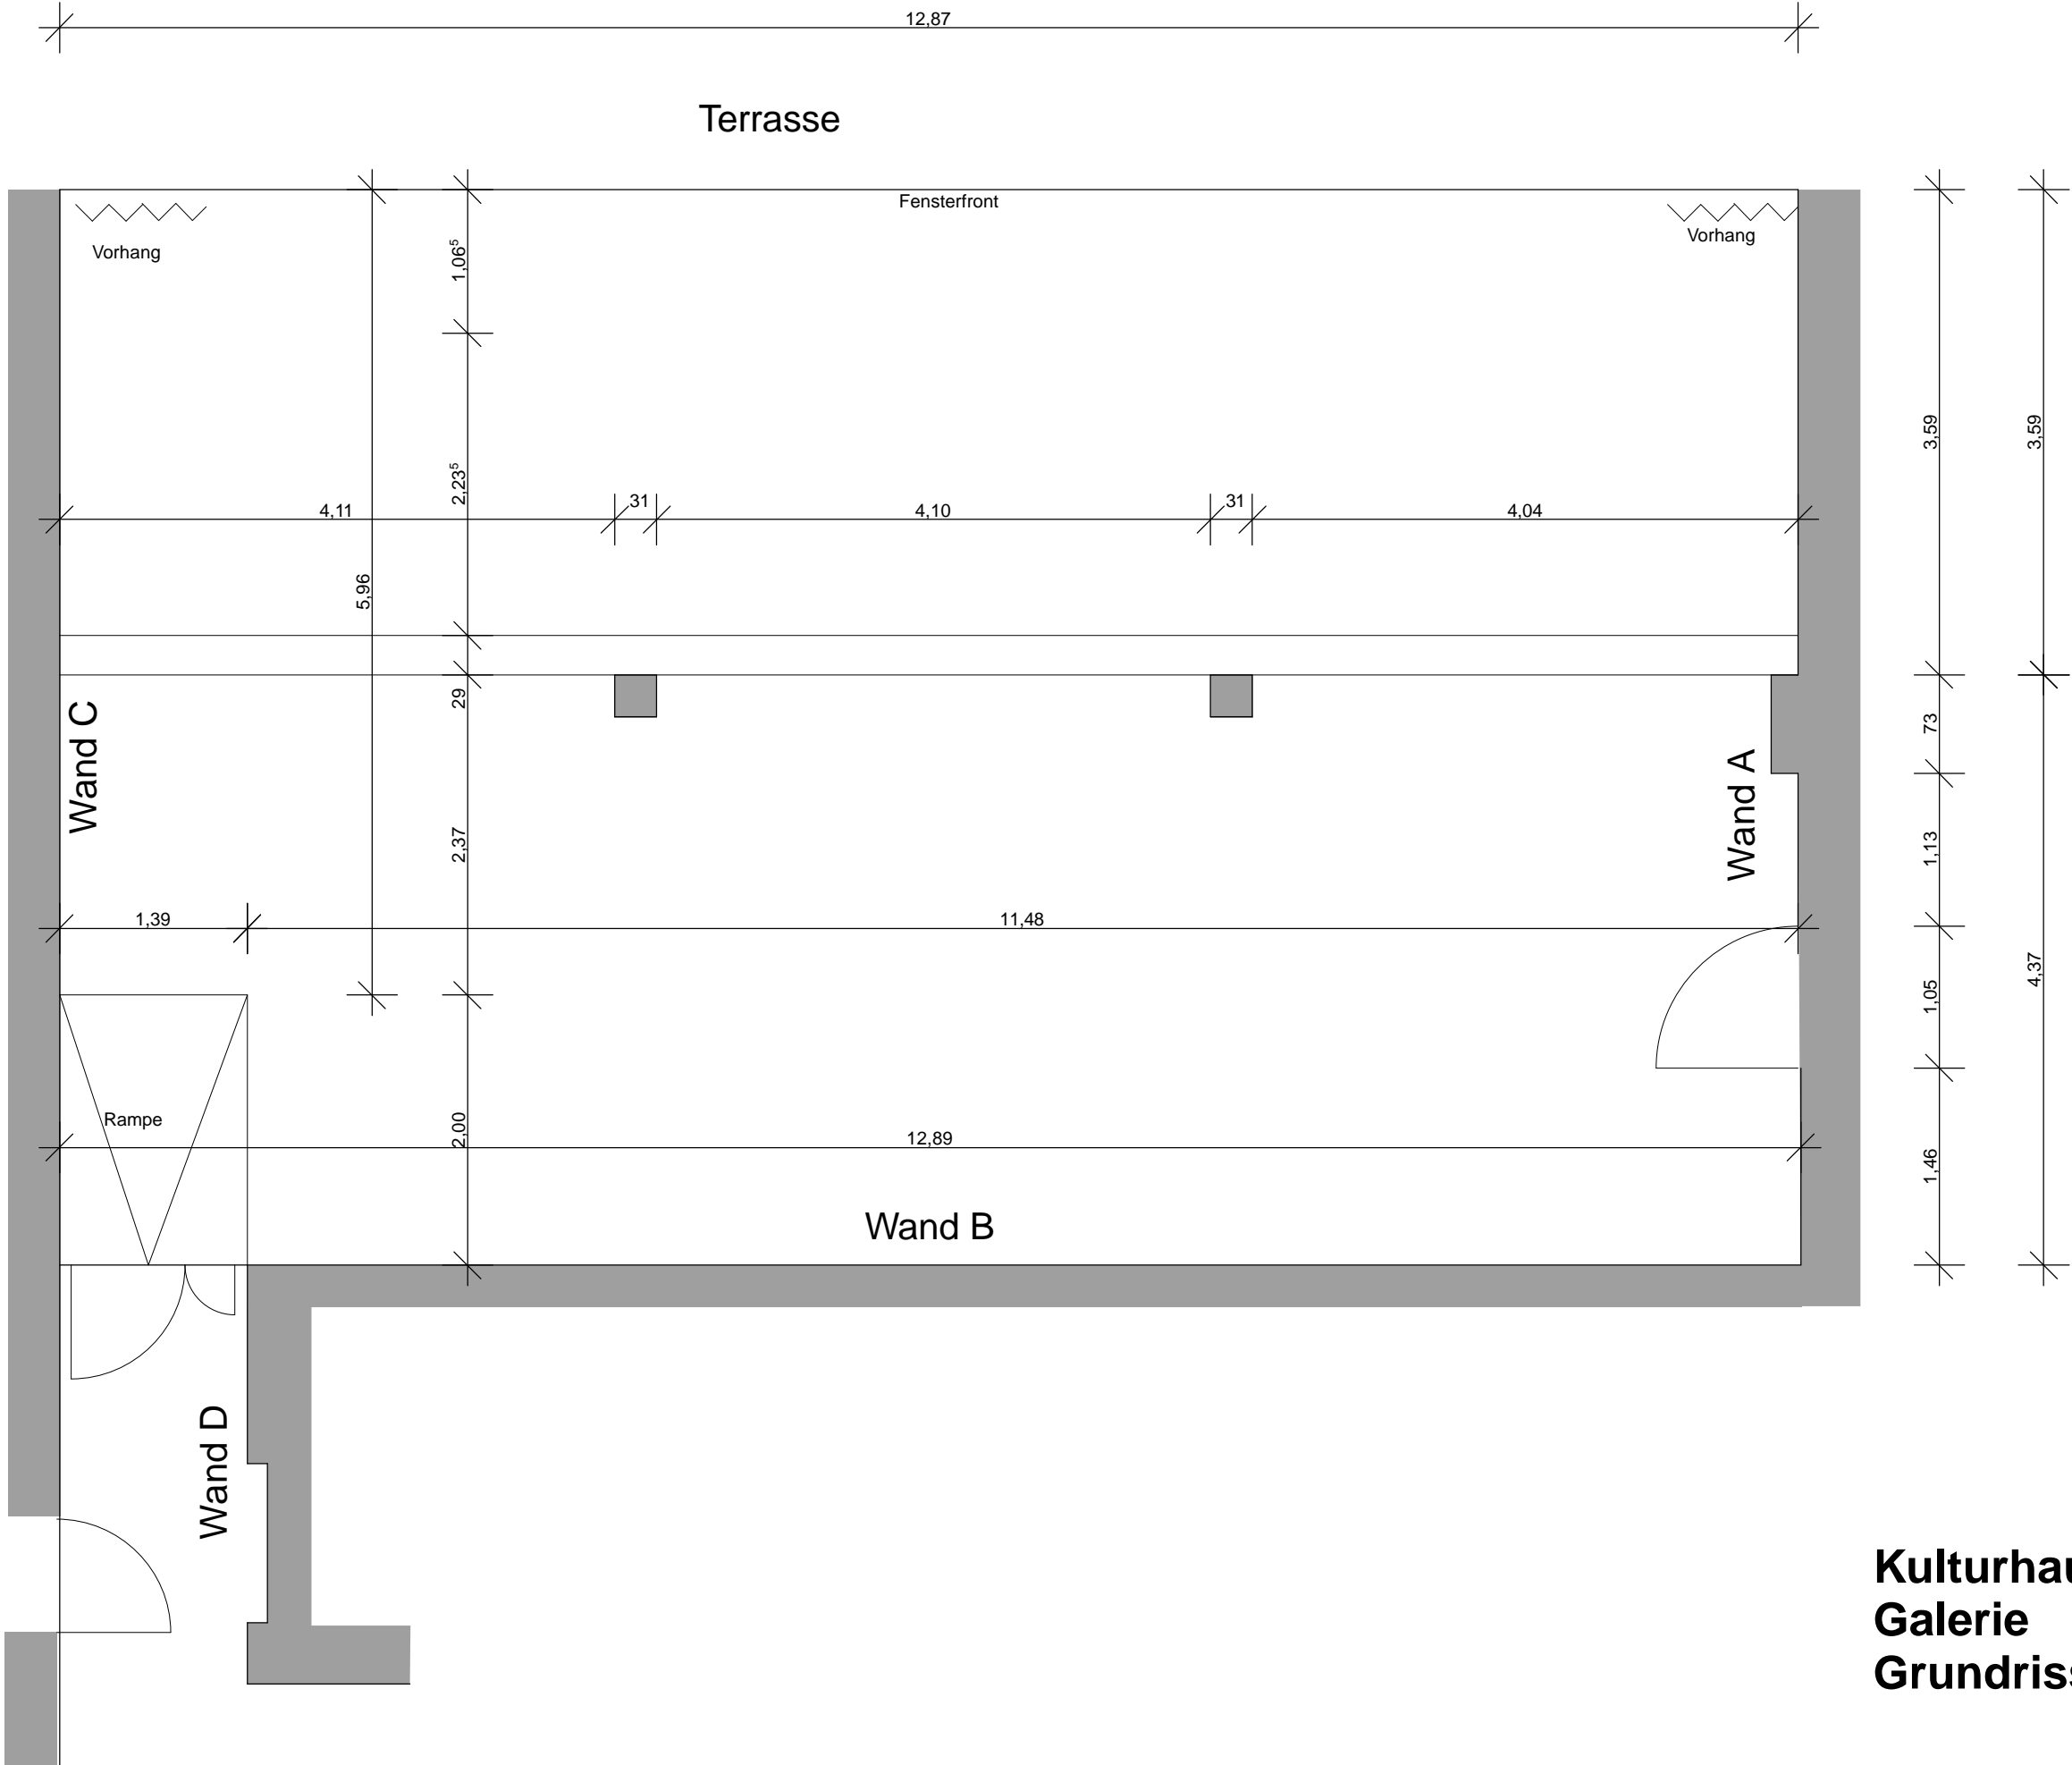 12,87
Terrasse
Fensterfront
Vorhang
Vorhang
1,06⁵
2,23⁵
3,59
3,59
4,11
31
4,10
31
4,04
5,96
29
73
Wand C
Wand A
2,37
1,13
1,39
11,48
4,37
1,05
Rampe
2,00
12,89
1,46
Wand B
Wand D
Galerie